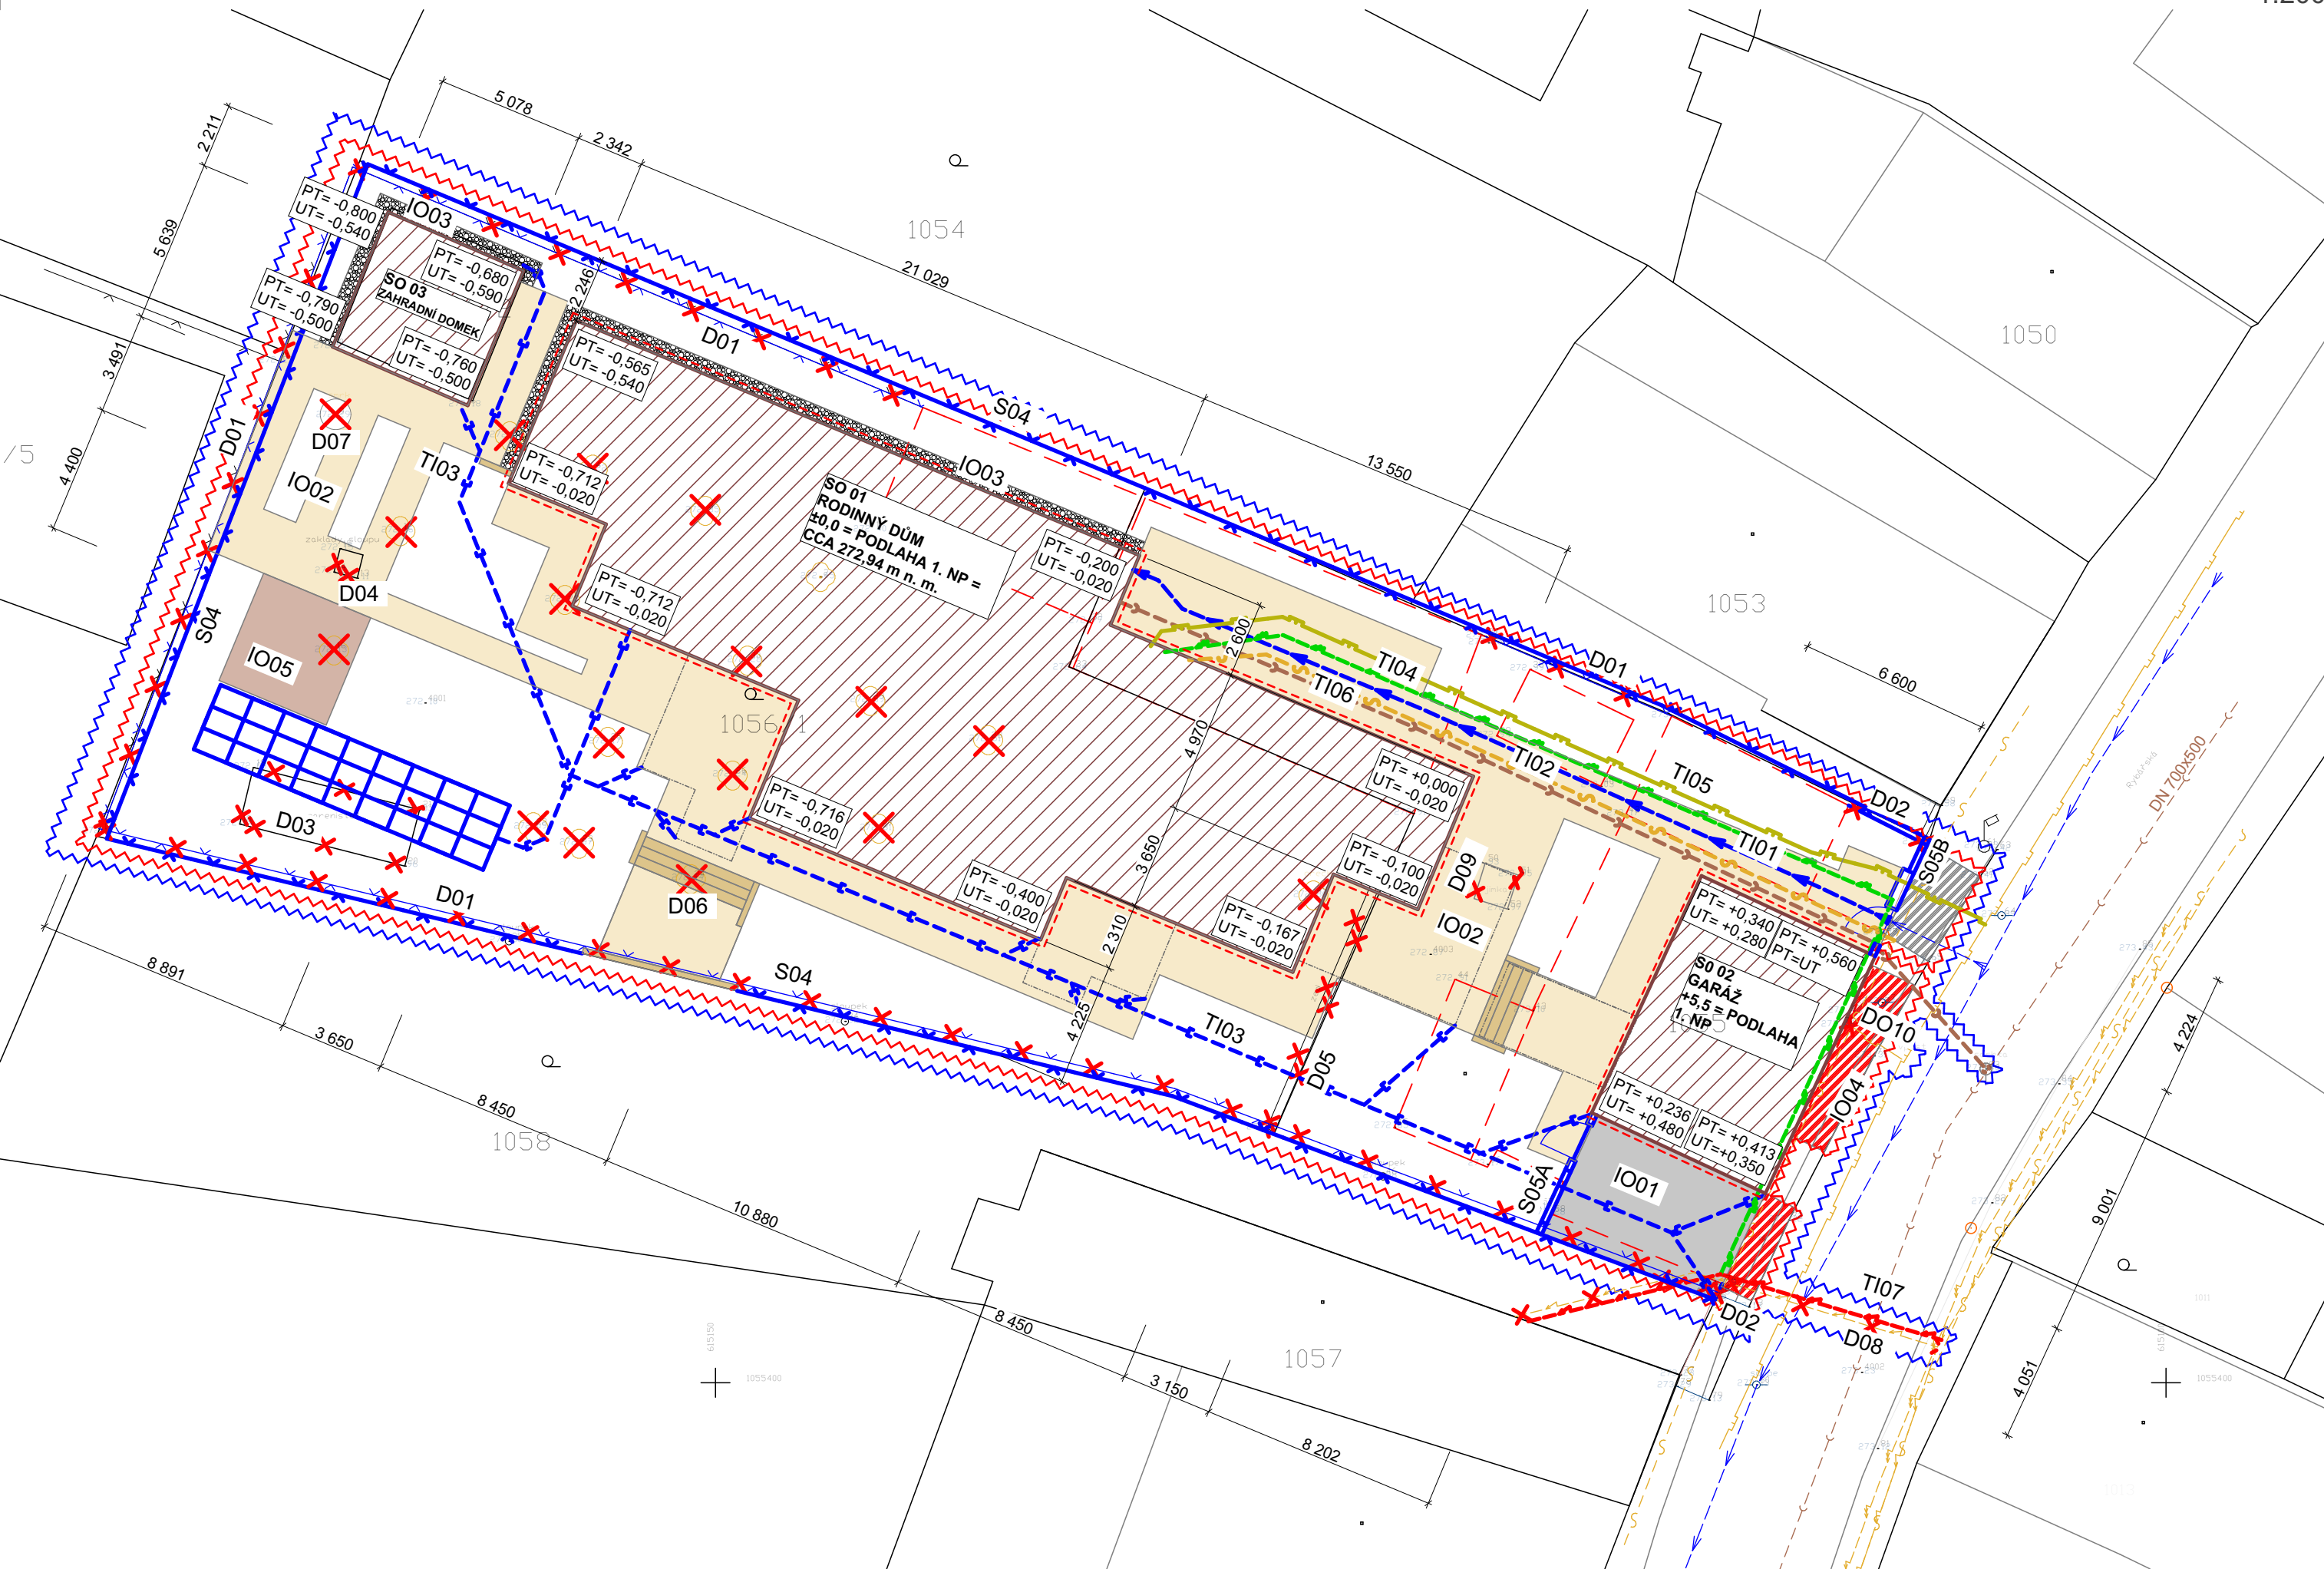 5 078
2 342
2 211
1054
21 029
5 639
PT= -0,800
UT= -0,540
IO03
PT= -0,680
UT= -0,590
SO 03
ZAHRADNÍ DOMEK
PT= -0,790
UT= -0,500
2 246
3 491
PT= -0,760
UT= -0,500
D01
PT= -0,565
UT= -0,540
1050
S04
D07
D01
4 400
/5
TI03
IO02
IO03
13 550
PT= -0,712
UT= -0,020
SO 01
RODINNÝ DŮM
±0,0 = PODLAHA 1. NP =
CCA 272,94 m n. m.
PT= -0,200
UT= -0,020
D04
PT= -0,712
UT= -0,020
1053
S04
2 600
IO05
TI04
D01
6 600
TI06
4 970
1056
1
TI02
TI05
DN 700x500
PT= +0,000
UT= -0,020
PT= -0,716
UT= -0,020
D02
D03
3 650
TI01
PT= -0,100
UT= -0,020
D09
S05B
D01
D06
PT= -0,400
UT= -0,020
PT= -0,167
UT= -0,020
IO02
PT= +0,340
UT= +0,280
PT= +0,560
PT=UT
2 310
8 891
S04
S0 02
GARÁŽ
+5,5 = PODLAHA
1. NP
3 650
4 225
TI03
DO10
4 224
D05
IO04
8 450
1058
PT= +0,236
UT= +0,480
PT= +0,413
UT=+0,350
10 880
S05A
IO01
9 001
8 450
TI07
D02
D08
1057
3 150
4 051
615150
1055400
1055400
8 202